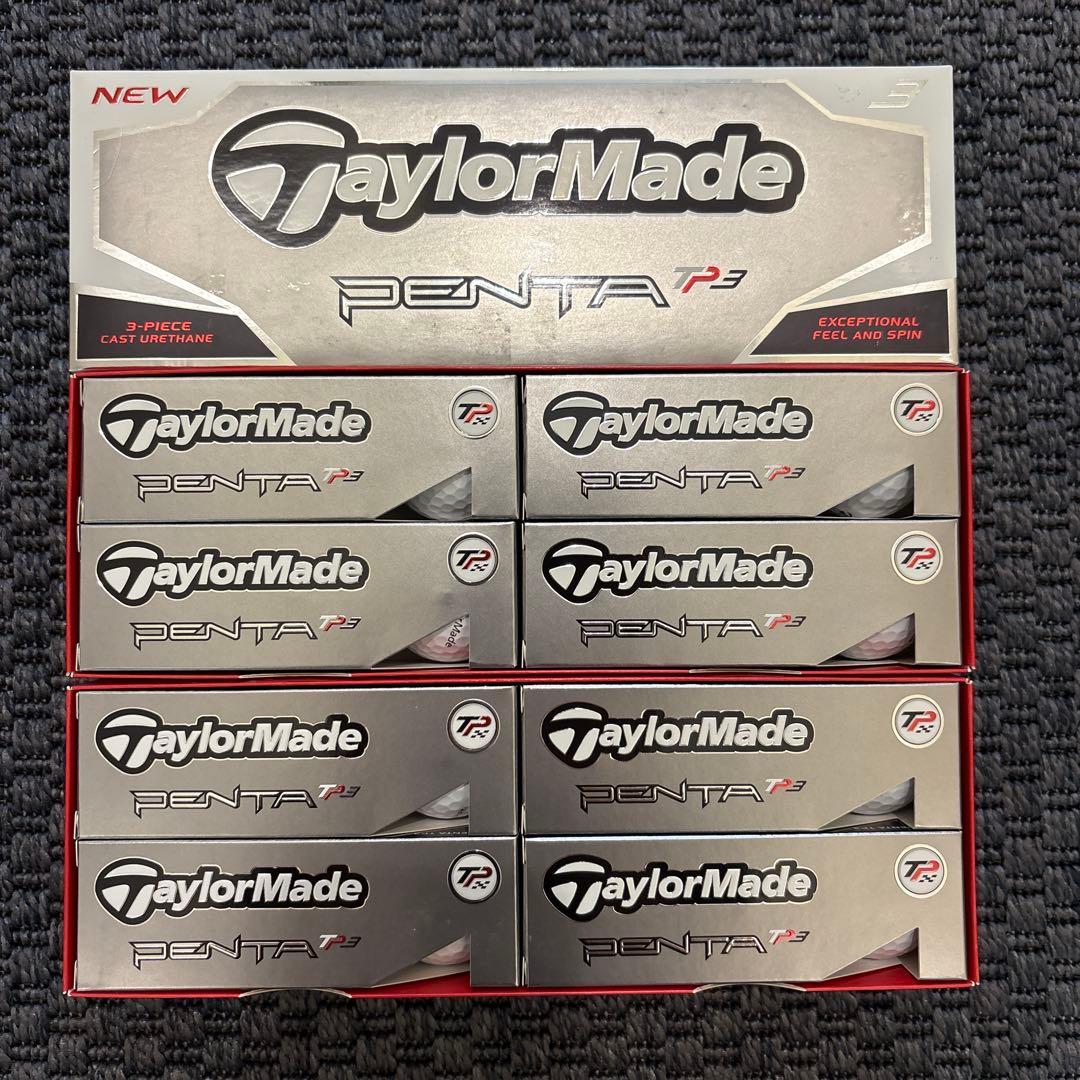 NEW
3
TaylorMade
PENTA TP3
3-PIECE
CAST URETHANE
EXCEPTIONAL
FEEL AND SPIN
TaylorMade TP
PENTA TP3
TaylorMade TP
PENTA TP3
TaylorMade TP
PENTA TP3
TaylorMade TP
PENTA TP3
TaylorMade TP
PENTA TP3
TaylorMade TP
PENTA TP3
TaylorMade TP
PENTA TP3
TaylorMade TP
PENTA TP3